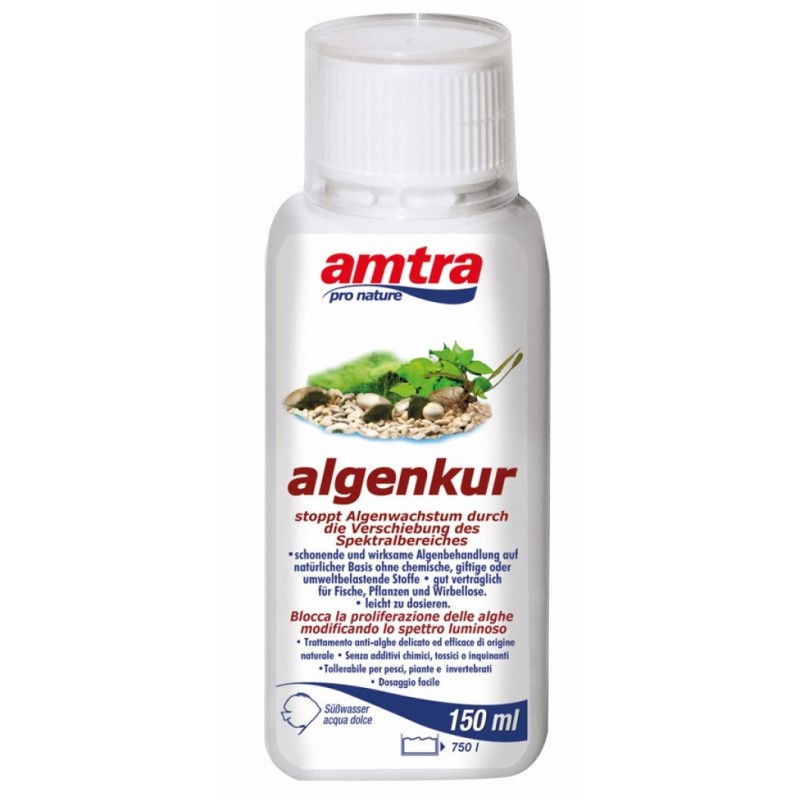 amtra
pro nature
algenkur
stoppt Algenwachstum durch
die Verschiebung des
Spektralbereiches
•schonende und wirksame Algenbehandlung auf
natürlicher Basis ohne chemische, giftige oder
umweltbelastende Stoffe • gut verträglich
für Fische, Pflanzen und Wirbellose.
• leicht zu dosieren.
Blocca la proliferazione delle alghe
modificando lo spettro luminoso
• Trattamento anti-alghe delicato ed efficace di origine
naturale • Senza additivi chimici, tossici o inquinanti
•Tollerabile per pesci, piante e invertebrati
• Dosaggio facile
Süßwasser
acqua dolce
150 ml
750 l